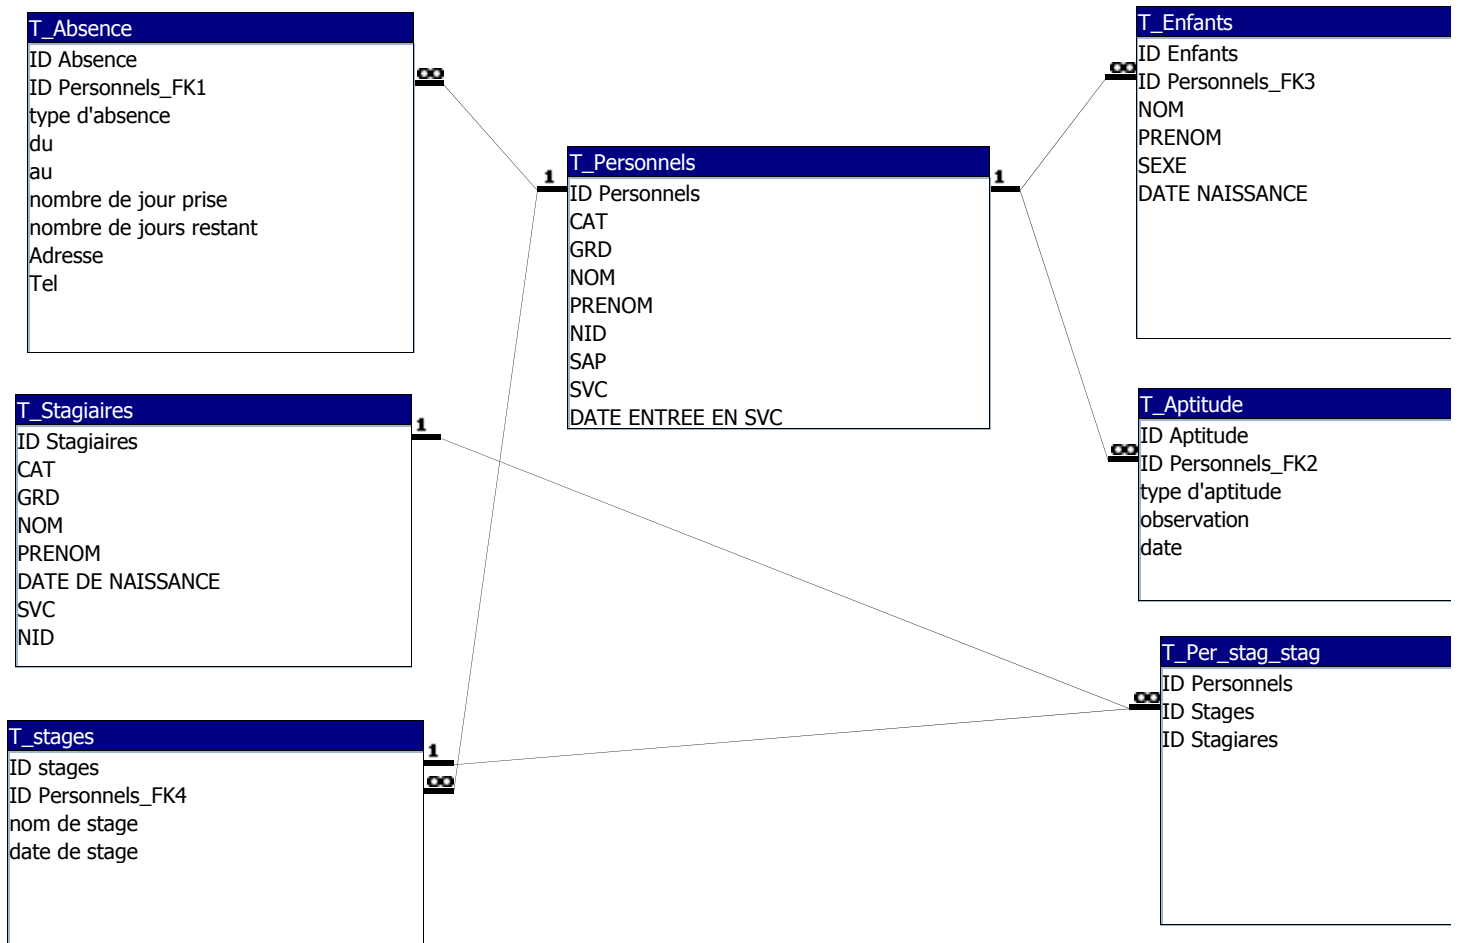 T_Absence
ID Absence
ID Personnels_FK1
type d'absence
du
au
nombre de jour prise
nombre de jours restant
Adresse
Tel
∞
1
T_Personnels
ID Personnels
CAT
GRD
NOM
PRENOM
NID
SAP
SVC
DATE ENTREE EN SVC
1
∞
T_Enfants
ID Enfants
ID Personnels_FK3
NOM
PRENOM
SEXE
DATE NAISSANCE
T_Stagiaires
ID Stagiaires
CAT
GRD
NOM
PRENOM
DATE DE NAISSANCE
SVC
NID
1
∞
T_Aptitude
ID Aptitude
ID Personnels_FK2
type d'aptitude
observation
date
T_stages
ID stages
ID Personnels_FK4
nom de stage
date de stage
1
∞
∞
T_Per_stag_stag
ID Personnels
ID Stages
ID Stagiares